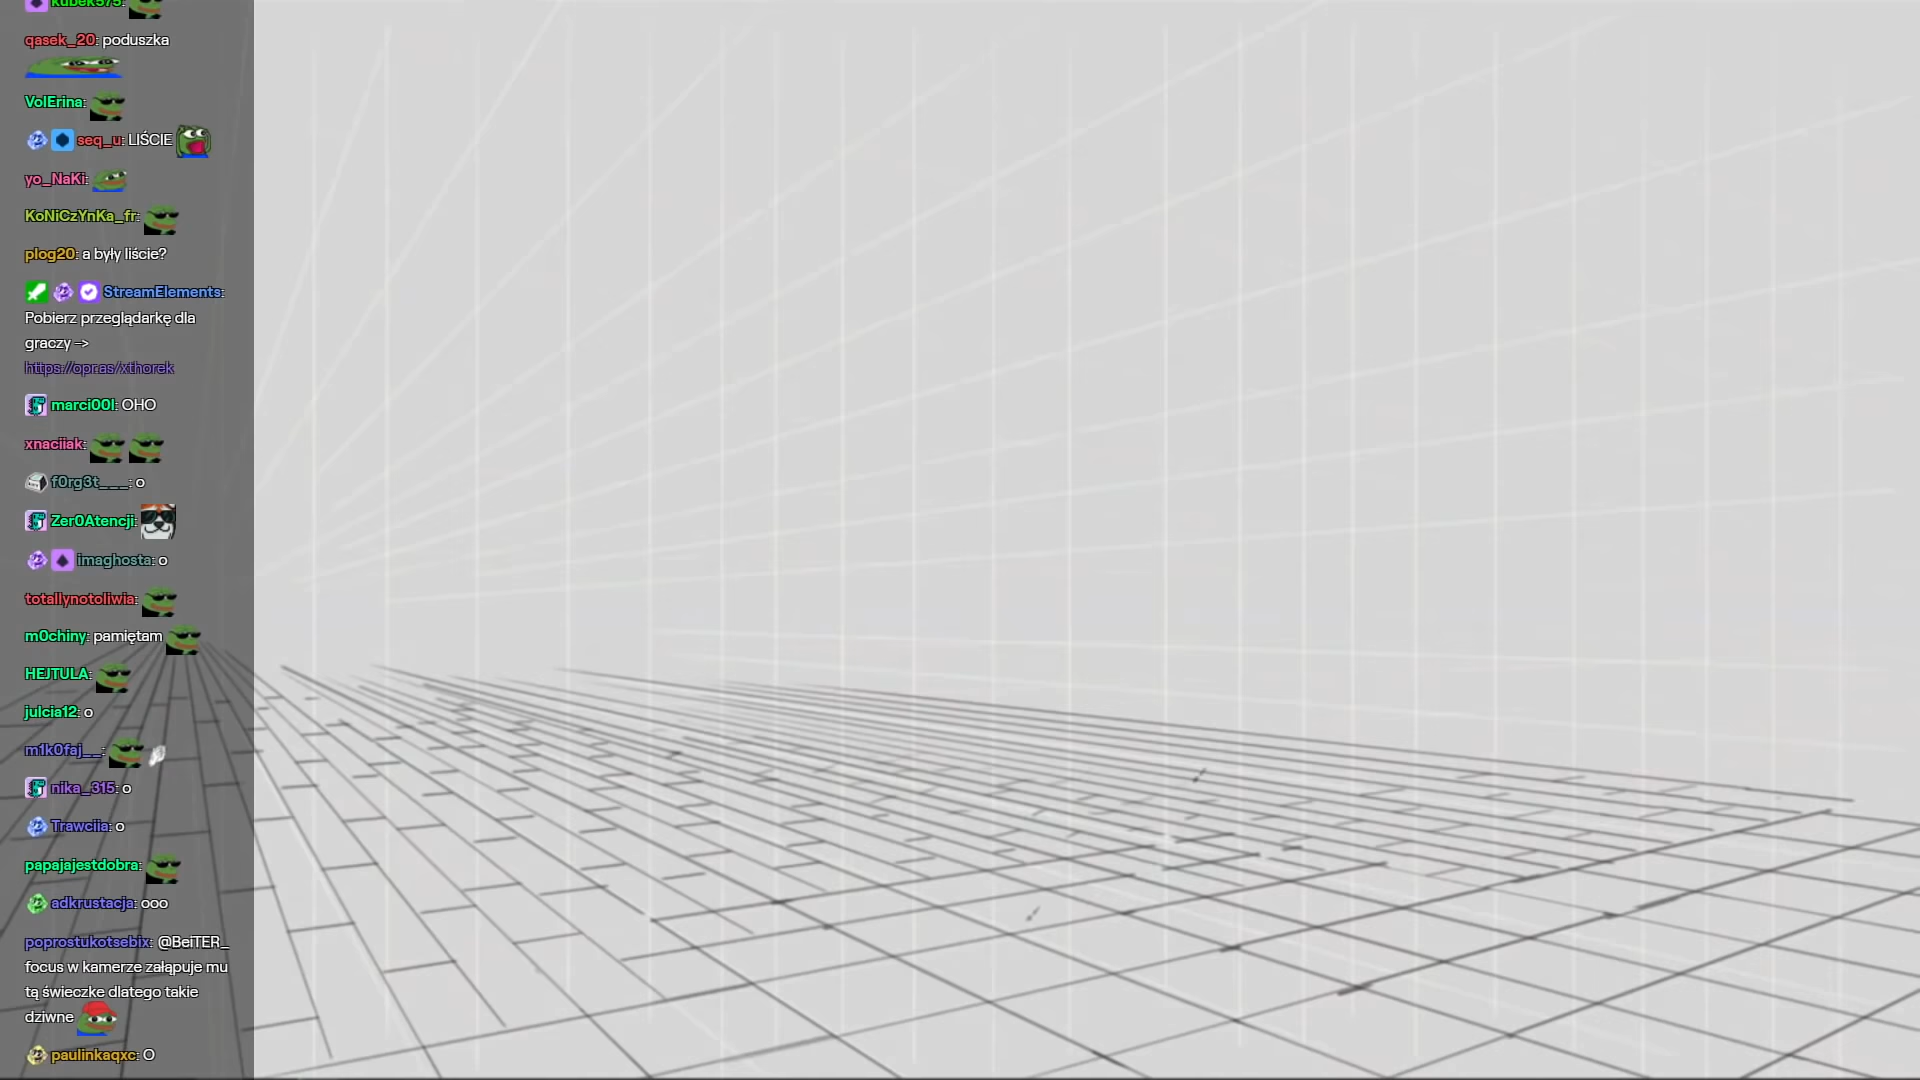 kubek575:
qasek_20: poduszka
VolErina:
seq_u: LIŚCIE
yo_NaKi:
KoNiCzYnKa_fr:
plog20: a były liście?
StreamElements:
Pobierz przeglądarkę dla
graczy ->
https://opr.as/xthorek
marci00l: OHO
xnaciiak:
f0rg3t___: o
Zer0Atencji:
imaghosta: o
totallynotoliwia:
m0chiny: pamiętam
HEJTULA:
julcia12: o
m1k0faj__:
nika_315: o
Trawciia: o
papajajestdobra:
adkrustacja: ooo
poprostukotsebix: @BeiTER_
focus w kamerze załąpuje mu
tą świeczke dlatego takie
dziwne
paulinkaqxc: O